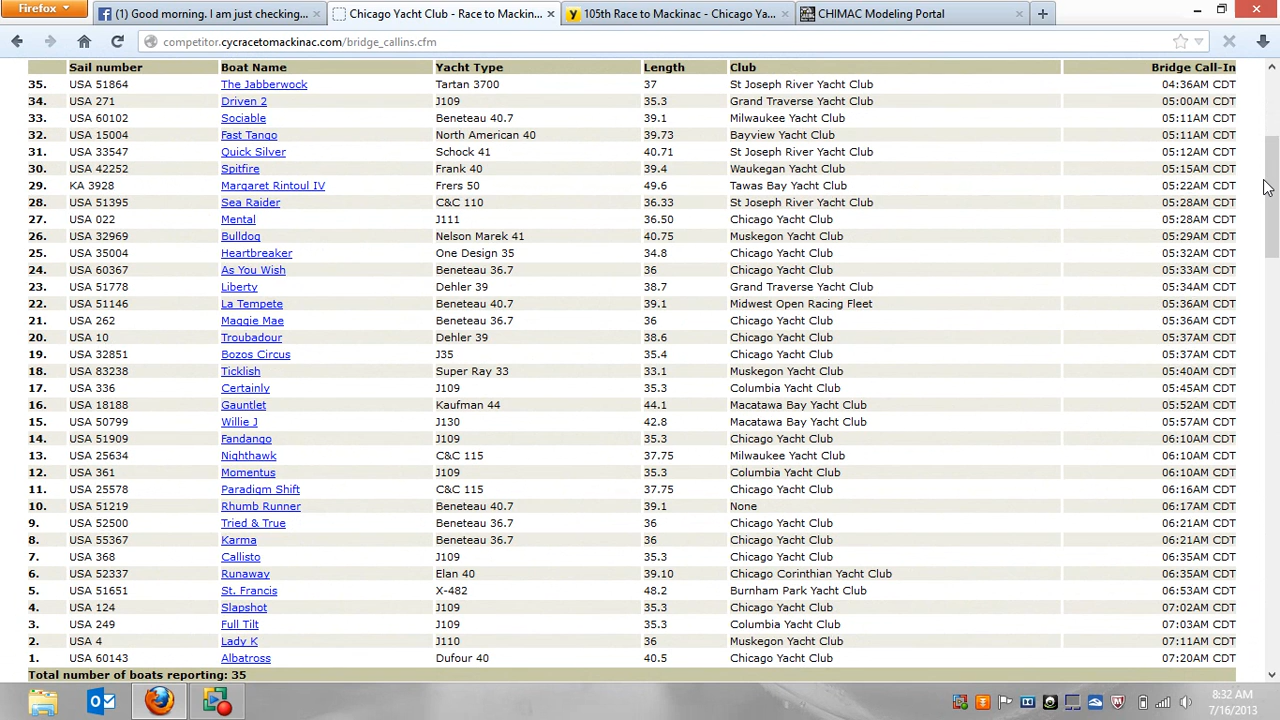 Firefox
(1) Good morning. I am just checking...
Chicago Yacht Club - Race to Mackin...
105th Race to Mackinac - Chicago Ya...
CHIMAC Modeling Portal
competitor.cycracetomackinac.com/bridge_callins.cfm
Sail number Boat Name Yacht Type Length Club Bridge Call-In
35. USA 51864 The Jabberwock Tartan 3700 37 St Joseph River Yacht Club 04:36AM CDT
34. USA 271 Driven 2 J109 35.3 Grand Traverse Yacht Club 05:00AM CDT
33. USA 60102 Sociable Beneteau 40.7 39.1 Milwaukee Yacht Club 05:11AM CDT
32. USA 15004 Fast Tango North American 40 39.73 Bayview Yacht Club 05:11AM CDT
31. USA 33547 Quick Silver Schock 41 40.71 St Joseph River Yacht Club 05:12AM CDT
30. USA 42252 Spitfire Frank 40 39.4 Waukegan Yacht Club 05:15AM CDT
29. KA 3928 Margaret Rintoul IV Frers 50 49.6 Tawas Bay Yacht Club 05:22AM CDT
28. USA 51395 Sea Raider C&C 110 36.33 St Joseph River Yacht Club 05:28AM CDT
27. USA 022 Mental J111 36.50 Chicago Yacht Club 05:28AM CDT
26. USA 32969 Bulldog Nelson Marek 41 40.75 Muskegon Yacht Club 05:29AM CDT
25. USA 35004 Heartbreaker One Design 35 34.8 Chicago Yacht Club 05:32AM CDT
24. USA 60367 As You Wish Beneteau 36.7 36 Chicago Yacht Club 05:33AM CDT
23. USA 51778 Liberty Dehler 39 38.7 Grand Traverse Yacht Club 05:34AM CDT
22. USA 51146 La Tempete Beneteau 40.7 39.1 Midwest Open Racing Fleet 05:36AM CDT
21. USA 262 Maggie Mae Beneteau 36.7 36 Chicago Yacht Club 05:36AM CDT
20. USA 10 Troubadour Dehler 39 38.6 Chicago Yacht Club 05:37AM CDT
19. USA 32851 Bozos Circus J35 35.4 Chicago Yacht Club 05:37AM CDT
18. USA 83238 Ticklish Super Ray 33 33.1 Muskegon Yacht Club 05:40AM CDT
17. USA 336 Certainly J109 35.3 Columbia Yacht Club 05:45AM CDT
16. USA 18188 Gauntlet Kaufman 44 44.1 Macatawa Bay Yacht Club 05:52AM CDT
15. USA 50799 Willie J J130 42.8 Macatawa Bay Yacht Club 05:57AM CDT
14. USA 51909 Fandango J109 35.3 Chicago Yacht Club 06:10AM CDT
13. USA 25634 Nighthawk C&C 115 37.75 Milwaukee Yacht Club 06:10AM CDT
12. USA 361 Momentus J109 35.3 Columbia Yacht Club 06:10AM CDT
11. USA 25578 Paradigm Shift C&C 115 37.75 Chicago Yacht Club 06:16AM CDT
10. USA 51219 Rhumb Runner Beneteau 40.7 39.1 None 06:17AM CDT
9. USA 52500 Tried & True Beneteau 36.7 36 Chicago Yacht Club 06:21AM CDT
8. USA 55367 Karma Beneteau 36.7 36 Chicago Yacht Club 06:21AM CDT
7. USA 368 Callisto J109 35.3 Chicago Yacht Club 06:35AM CDT
6. USA 52337 Runaway Elan 40 39.10 Chicago Corinthian Yacht Club 06:35AM CDT
5. USA 51651 St. Francis X-482 48.2 Burnham Park Yacht Club 06:53AM CDT
4. USA 124 Slapshot J109 35.3 Chicago Yacht Club 07:02AM CDT
3. USA 249 Full Tilt J109 35.3 Columbia Yacht Club 07:03AM CDT
2. USA 4 Lady K J110 36 Muskegon Yacht Club 07:11AM CDT
1. USA 60143 Albatross Dufour 40 40.5 Chicago Yacht Club 07:20AM CDT
Total number of boats reporting: 35
8:32 AM
7/16/2013